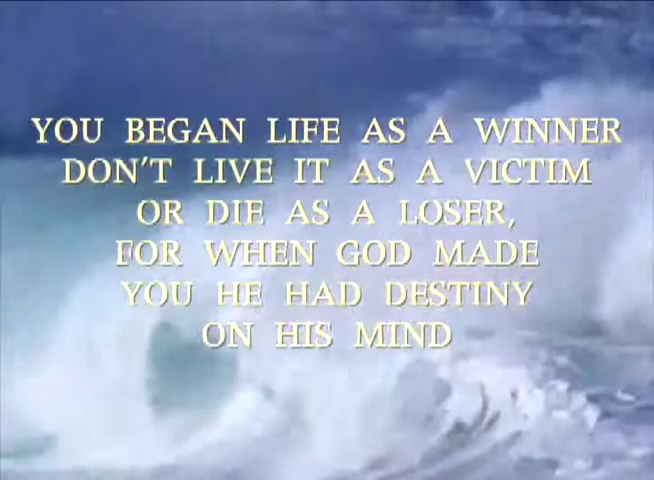 YOU BEGAN LIFE AS A WINNER
DON'T LIVE IT AS A VICTIM
OR DIE AS A LOSER,
FOR WHEN GOD MADE
YOU HE HAD DESTINY
ON HIS MIND